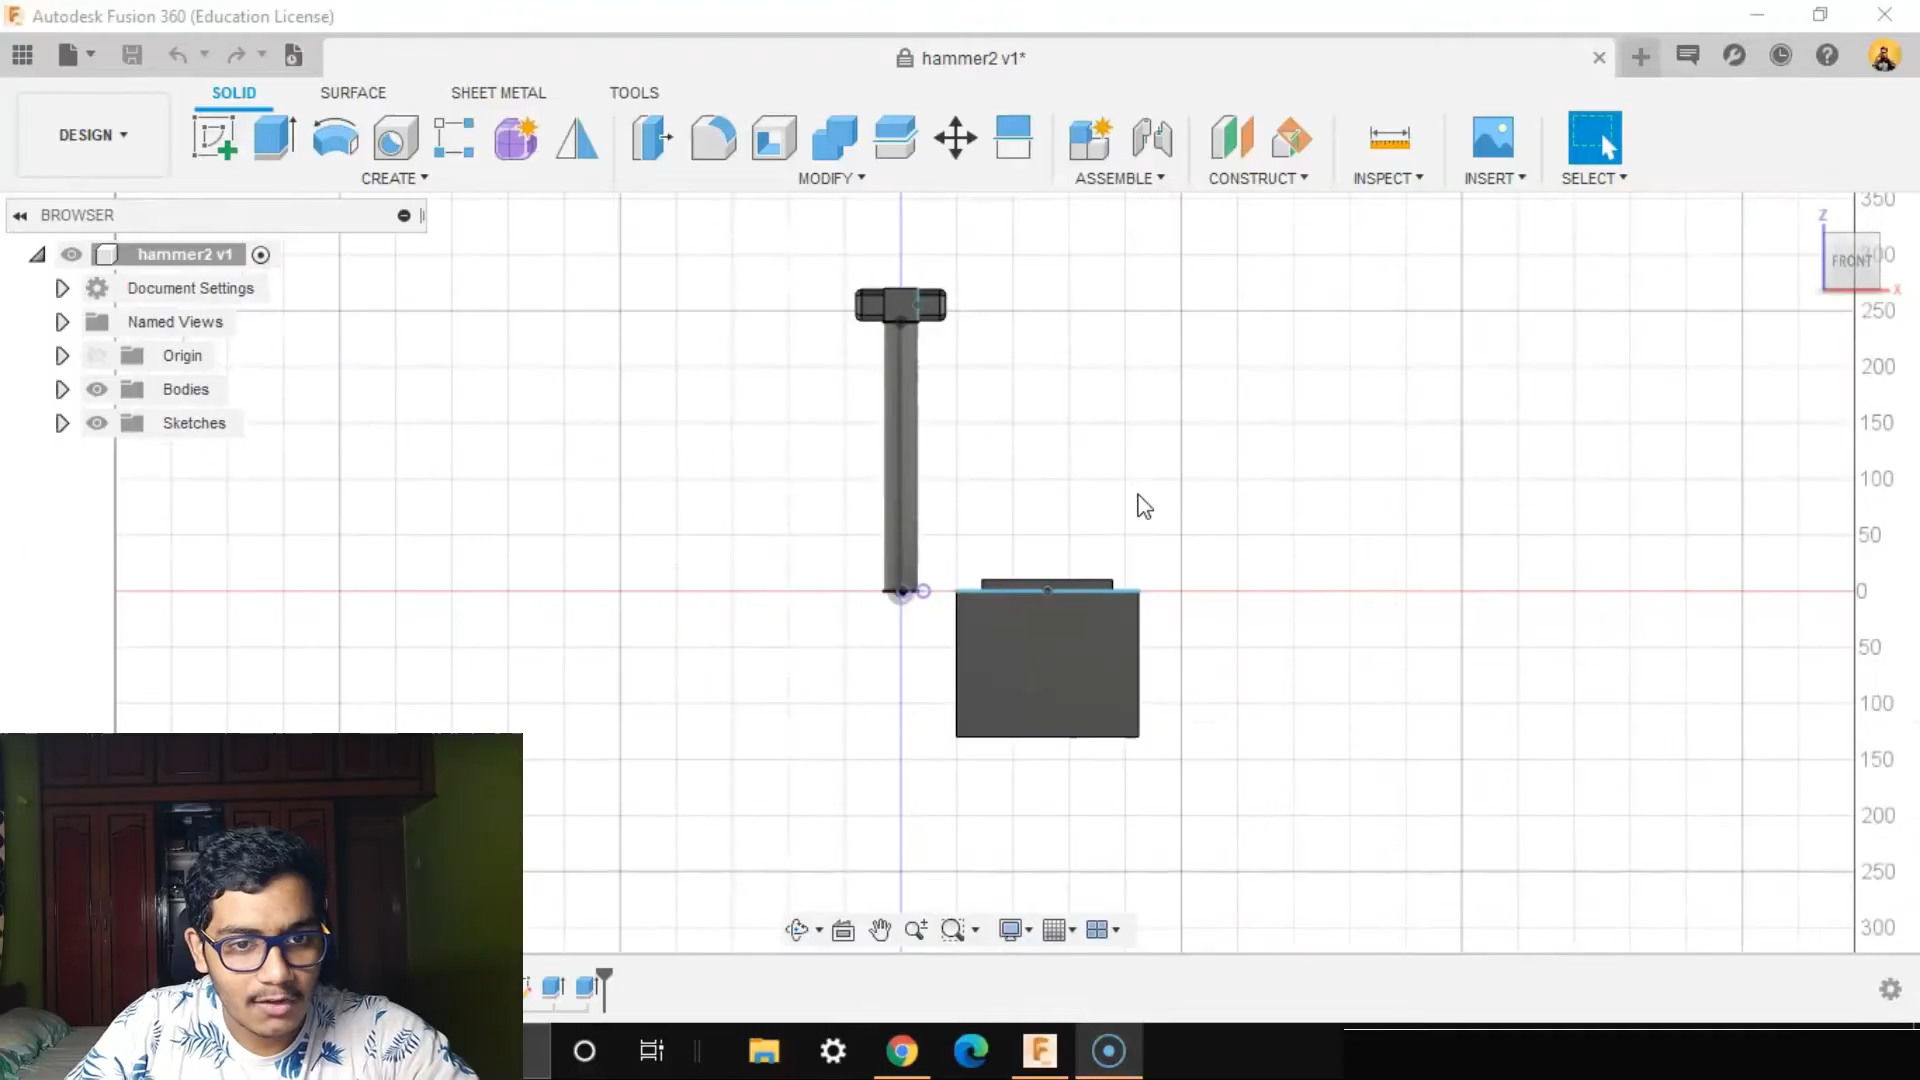 Autodesk Fusion 360 (Education License)
hammer2 v1*
SOLID SURFACE SHEET METAL TOOLS
DESIGN
CREATE MODIFY ASSEMBLE CONSTRUCT INSPECT INSERT SELECT
BROWSER
hammer2 v1
Document Settings
Named Views
Origin
Bodies
Sketches
Z
FRONT
X
350
300
250
200
150
100
50
0
50
100
150
200
250
300